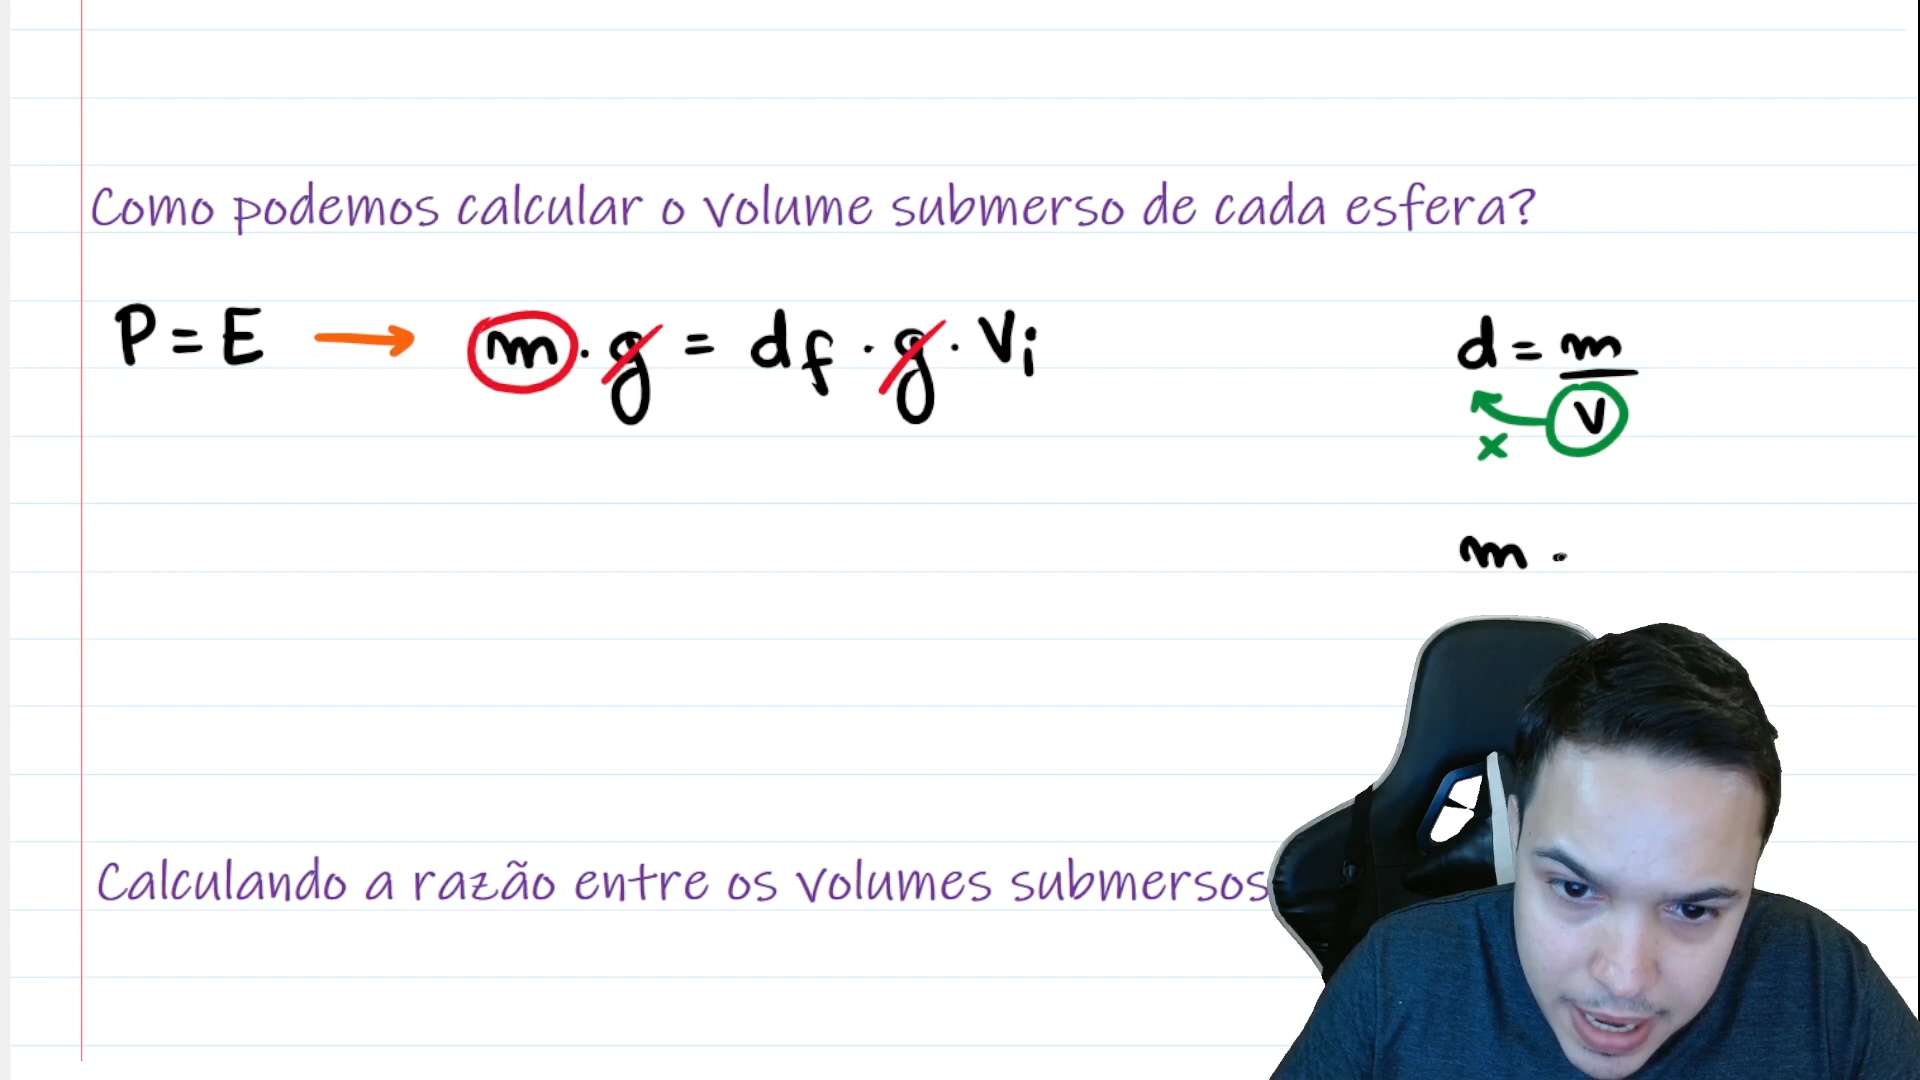 Como podemos calcular o volume submerso de cada esfera?
P = E → m · g = df · g · Vi
d = m
V
x
m ·
Calculando a razão entre os volumes submersos